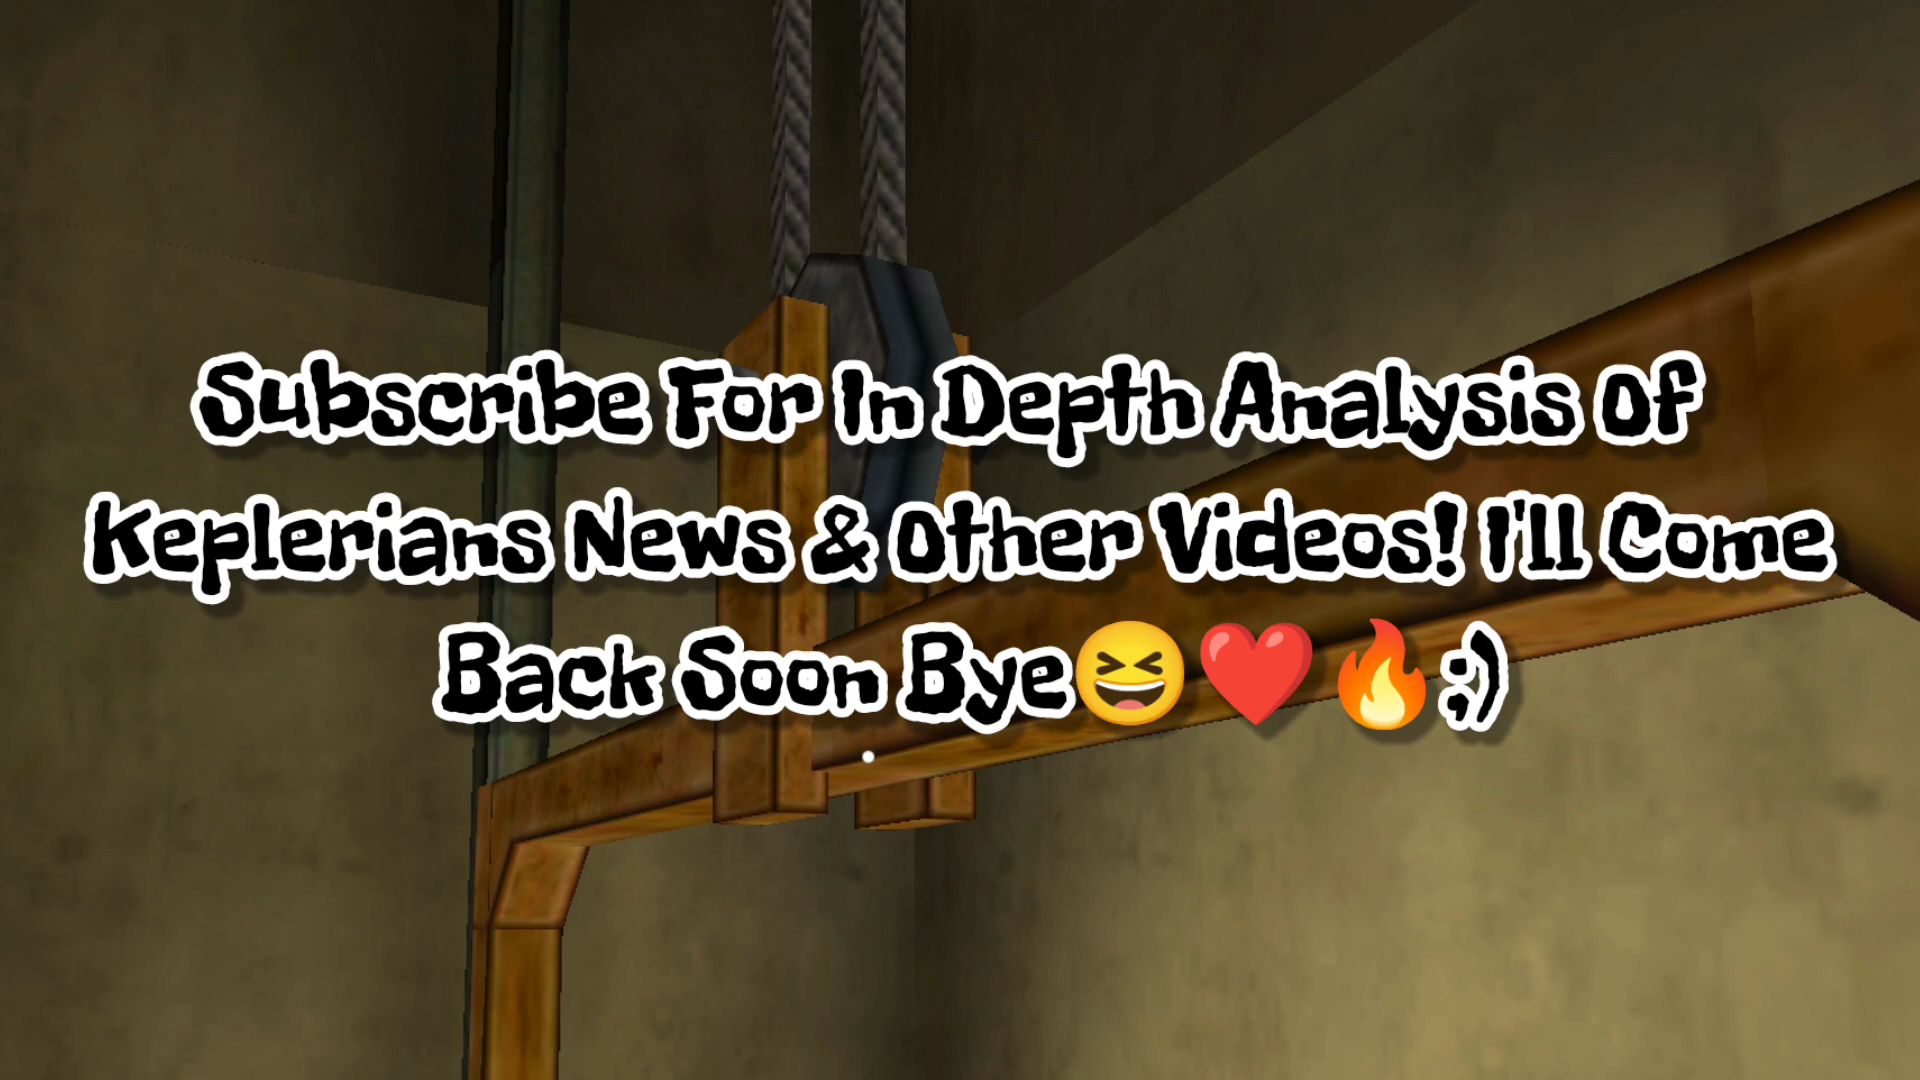 Subscribe For In Depth Analysis Of
Keplerians News & Other Videos! I'll Come
Back Soon Bye😆❤️🔥;)